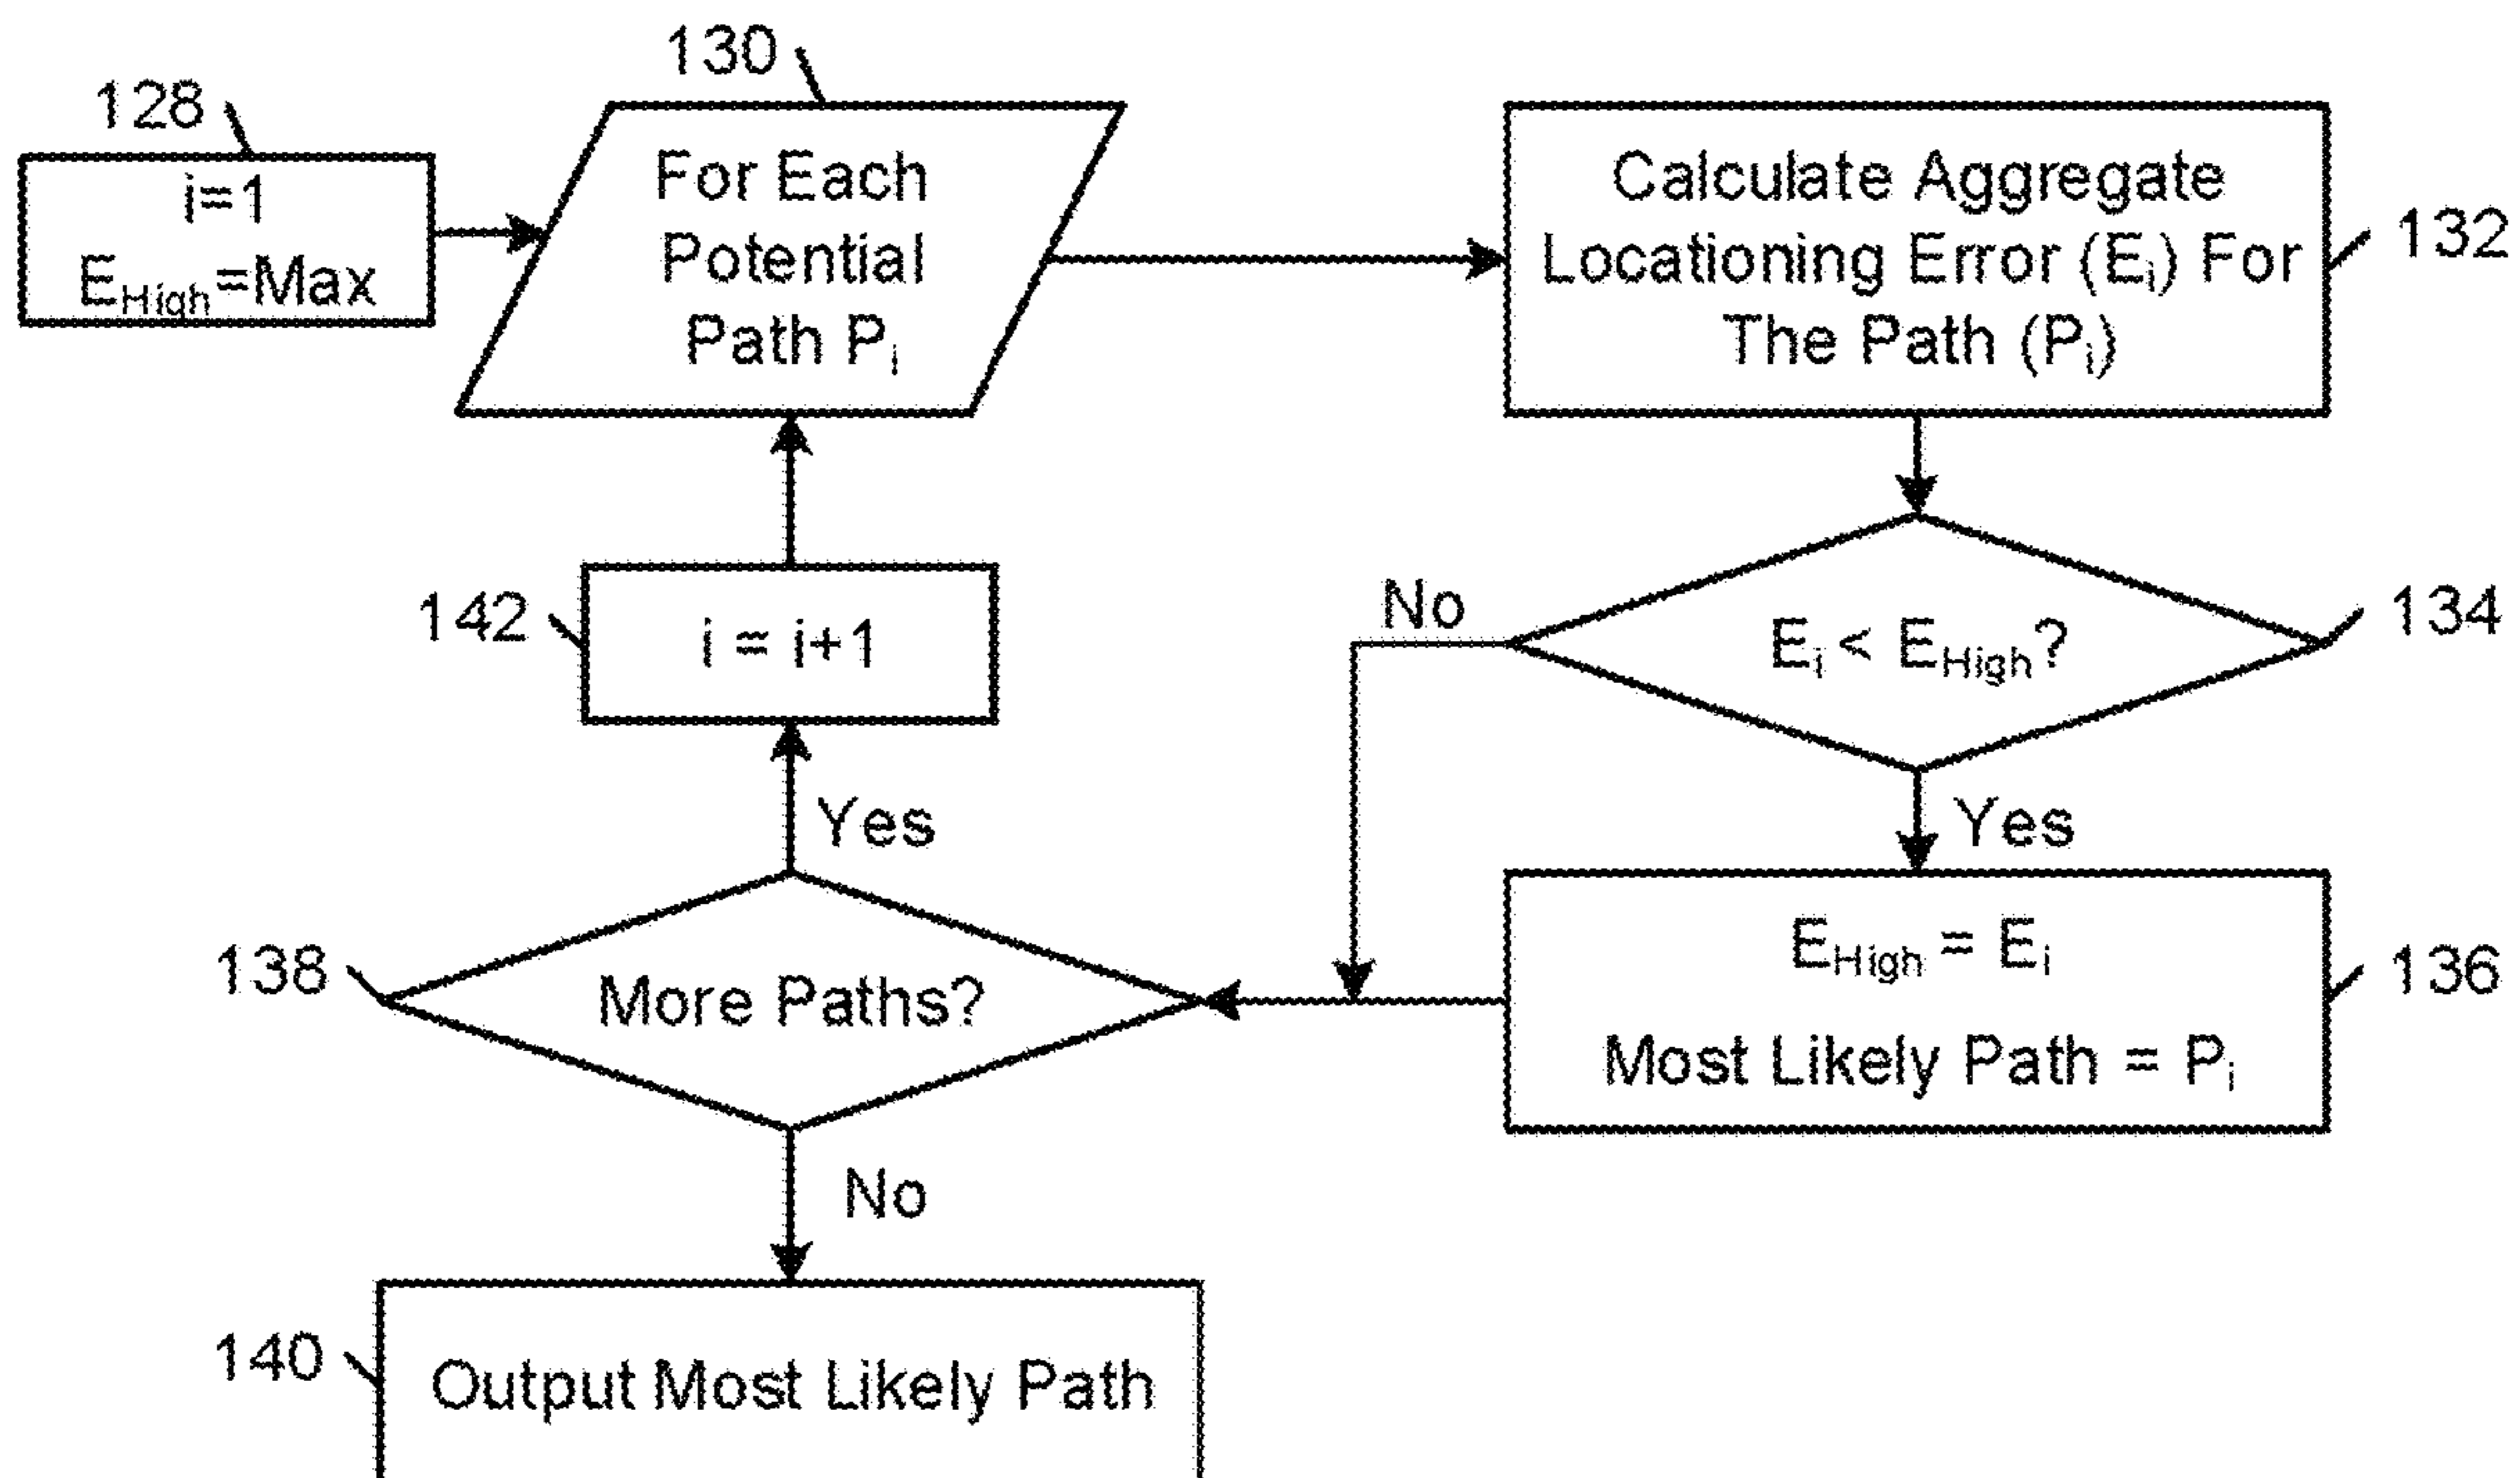 130
128
i=1
E_High=Max
For Each
Potential
Path P_i
Calculate Aggregate
Locationing Error (E_i) For
The Path (P_i)
132
142
i = i+1
No
E_i < E_High?
134
Yes
Yes
138
More Paths?
E_High = E_i
Most Likely Path = P_i
136
No
140
Output Most Likely Path